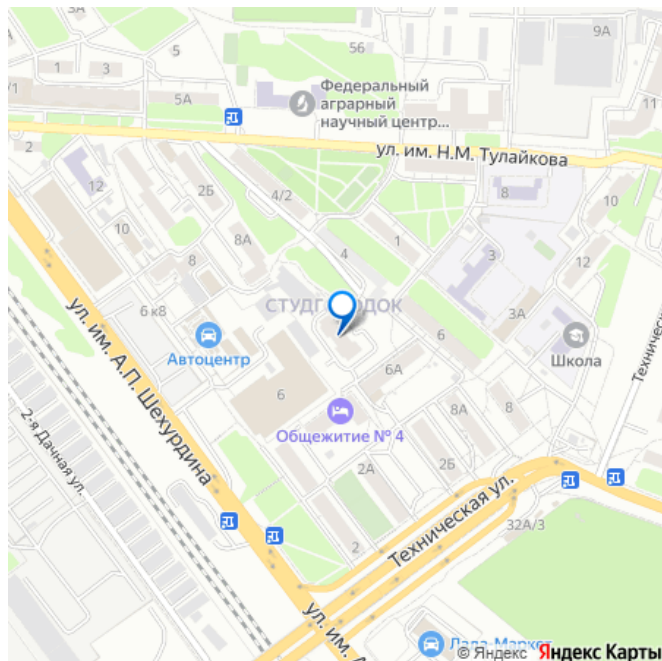 56
9А
1
3
5
/1
5А
Федеральный
аграрный
научный центр...
11
2
ул. им. Н.М. Тулайкова
12
2Б
4/2
8
10
10
8А
8
4
1
3
12
6 к8
СТУДГ
ДОК
3А
Автоцентр
6
Школа
Техническая
ул. им. А.П. Шехурдина
6
6А
8А
8
Общежитие № 4
2-я Дачная ул.
2А
2Б
Техническая ул.
2
32А/3
ул. им. А
Лада-Маркет
© Яндекс Яндекс Карты